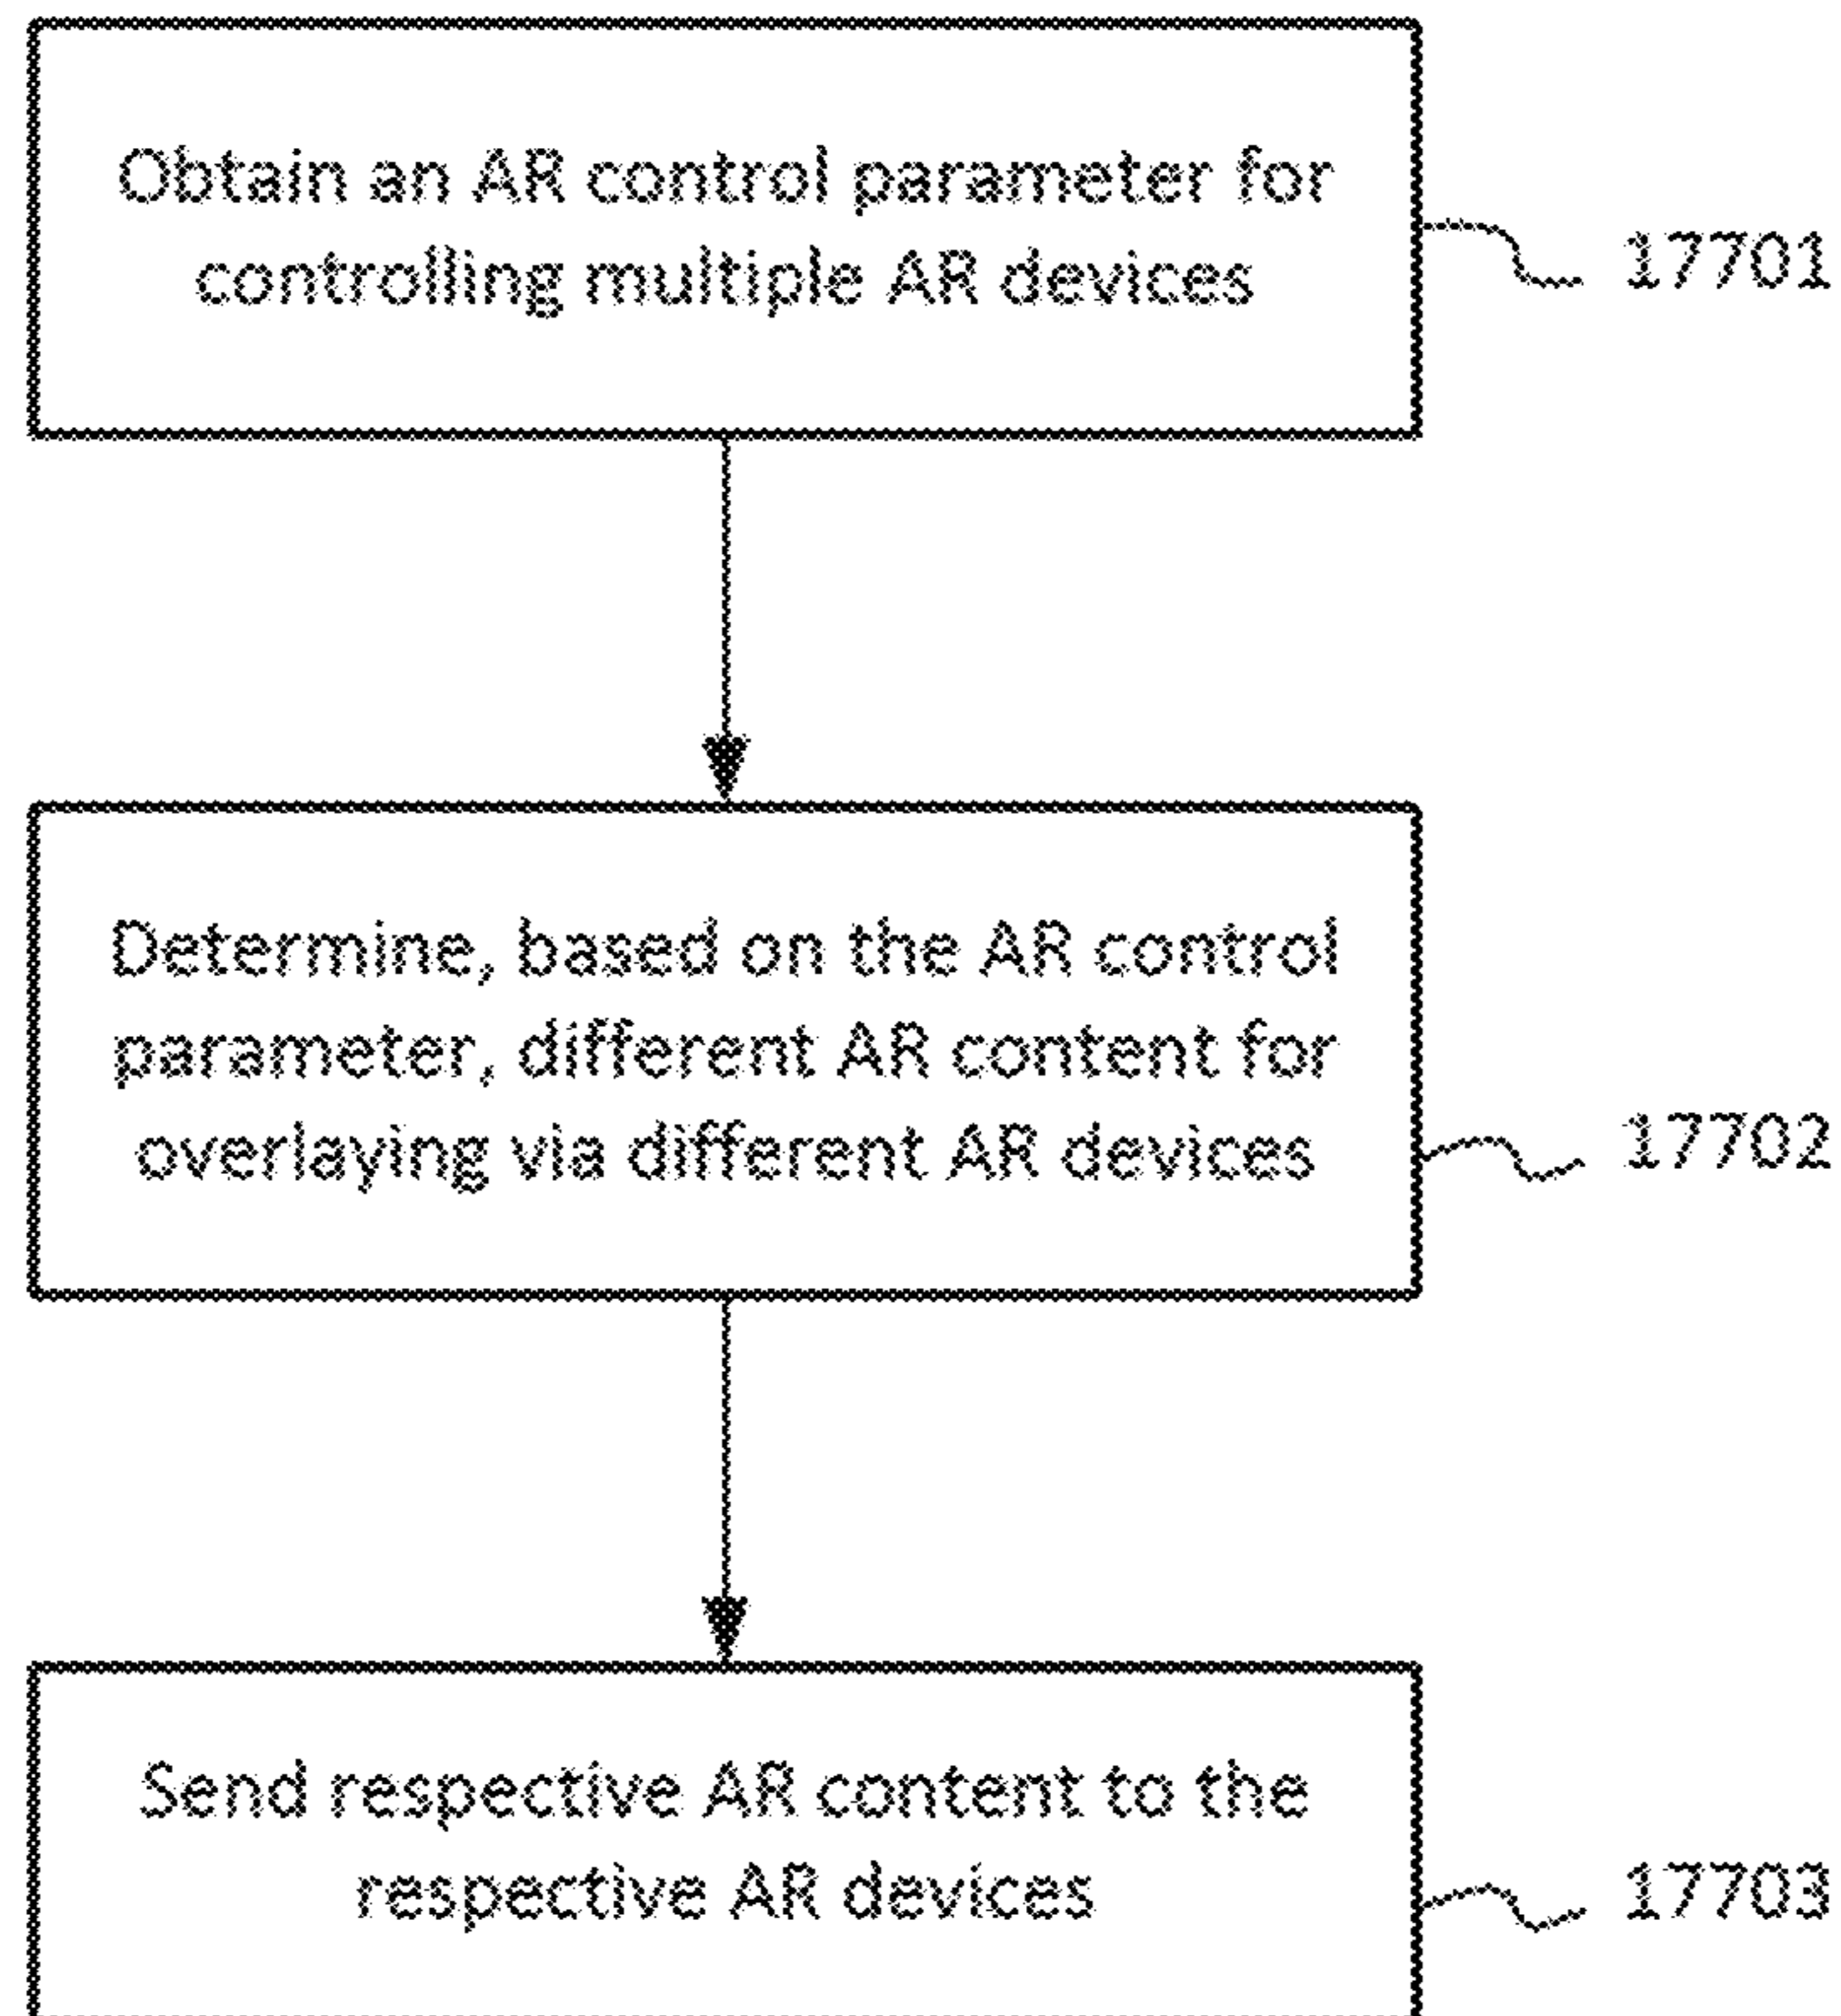 Obtain an AR control parameter for
controlling multiple AR devices
17701
Determine, based on the AR control
parameter, different AR content for
overlaying via different AR devices
17702
Send respective AR content to the
respective AR devices
17703